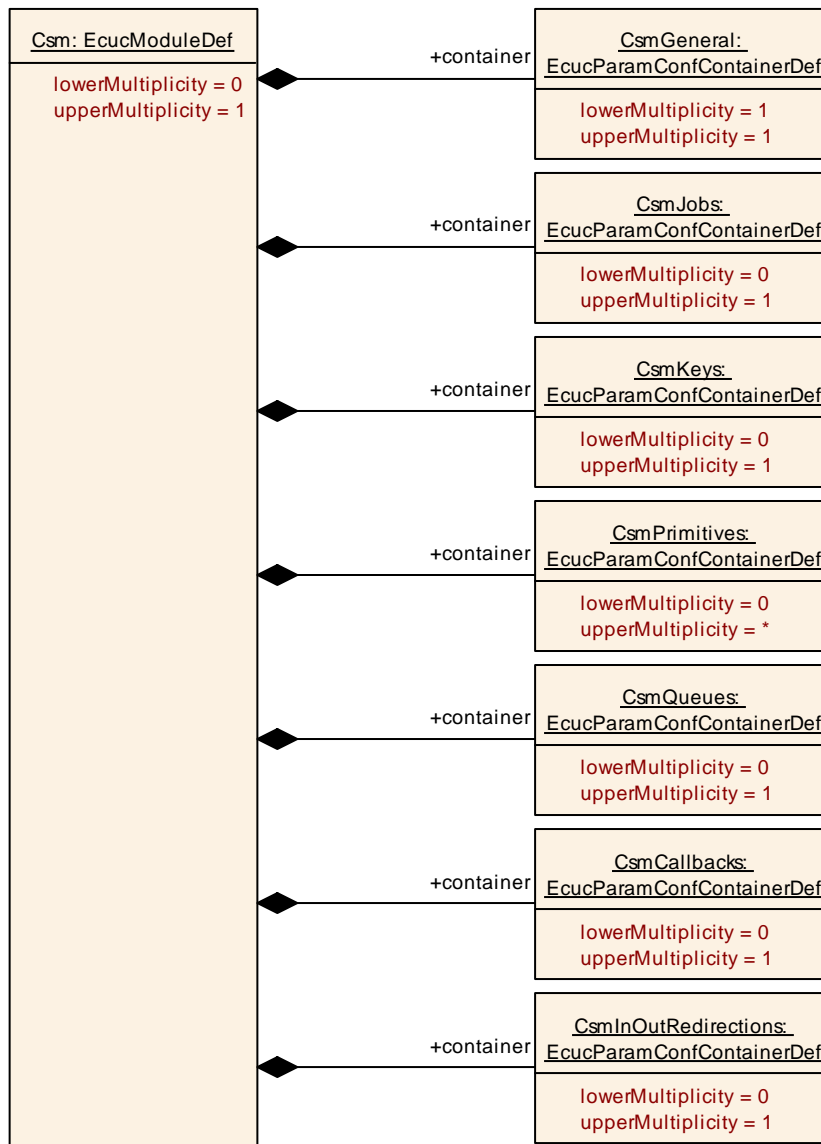 Csm: EcucModuleDef
lowerMultiplicity = 0
upperMultiplicity = 1
+container
CsmGeneral:
EcucParamConfContainerDef
lowerMultiplicity = 1
upperMultiplicity = 1
+container
CsmJobs:
EcucParamConfContainerDef
lowerMultiplicity = 0
upperMultiplicity = 1
+container
CsmKeys:
EcucParamConfContainerDef
lowerMultiplicity = 0
upperMultiplicity = 1
+container
CsmPrimitives:
EcucParamConfContainerDef
lowerMultiplicity = 0
upperMultiplicity = *
+container
CsmQueues:
EcucParamConfContainerDef
lowerMultiplicity = 0
upperMultiplicity = 1
+container
CsmCallbacks:
EcucParamConfContainerDef
lowerMultiplicity = 0
upperMultiplicity = 1
+container
CsmInOutRedirections:
EcucParamConfContainerDef
lowerMultiplicity = 0
upperMultiplicity = 1